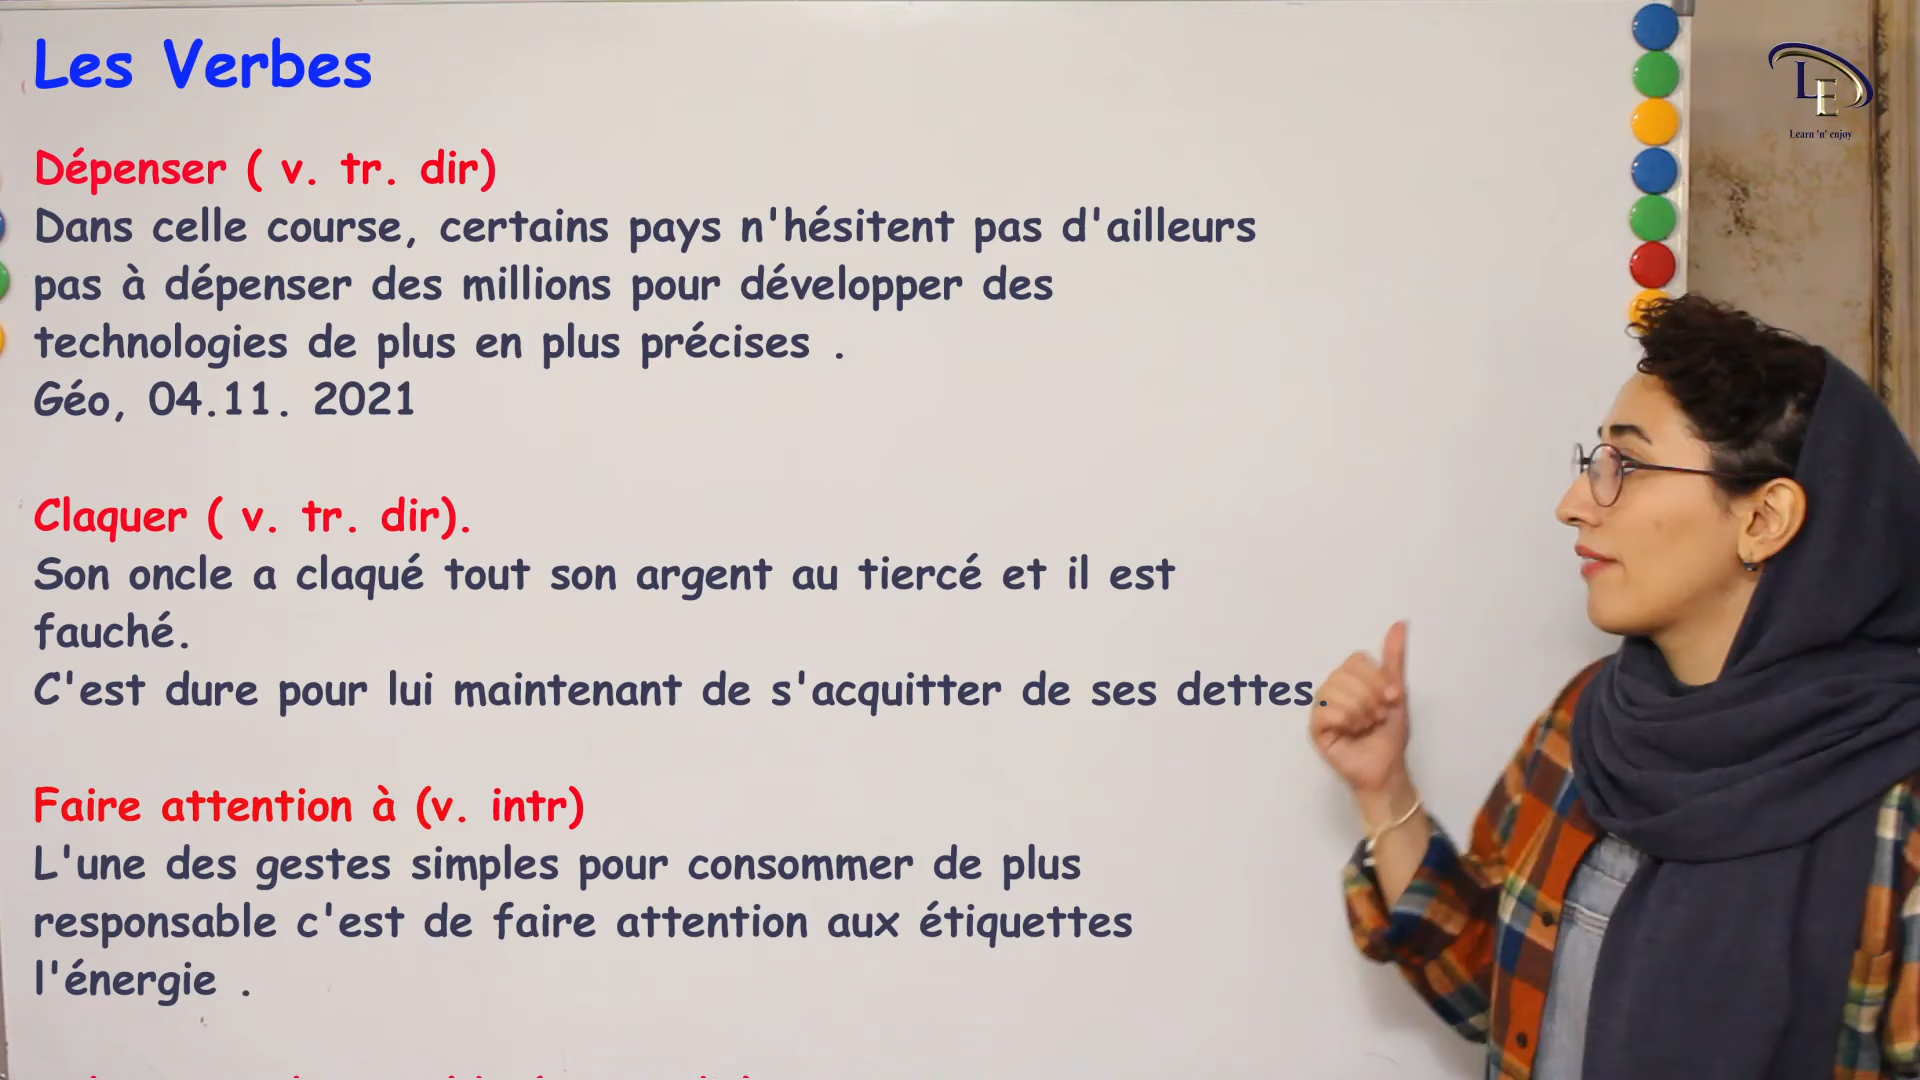 Les Verbes
Dépenser ( v. tr. dir)
Dans celle course, certains pays n'hésitent pas d'ailleurs
pas à dépenser des millions pour développer des
technologies de plus en plus précises .
Géo, 04.11. 2021
Claquer ( v. tr. dir).
Son oncle a claqué tout son argent au tiercé et il est
fauché.
C'est dure pour lui maintenant de s'acquitter de ses dettes.
Faire attention à (v. intr)
L'une des gestes simples pour consommer de plus
responsable c'est de faire attention aux étiquettes
l'énergie .
LE
Learn 'n' enjoy